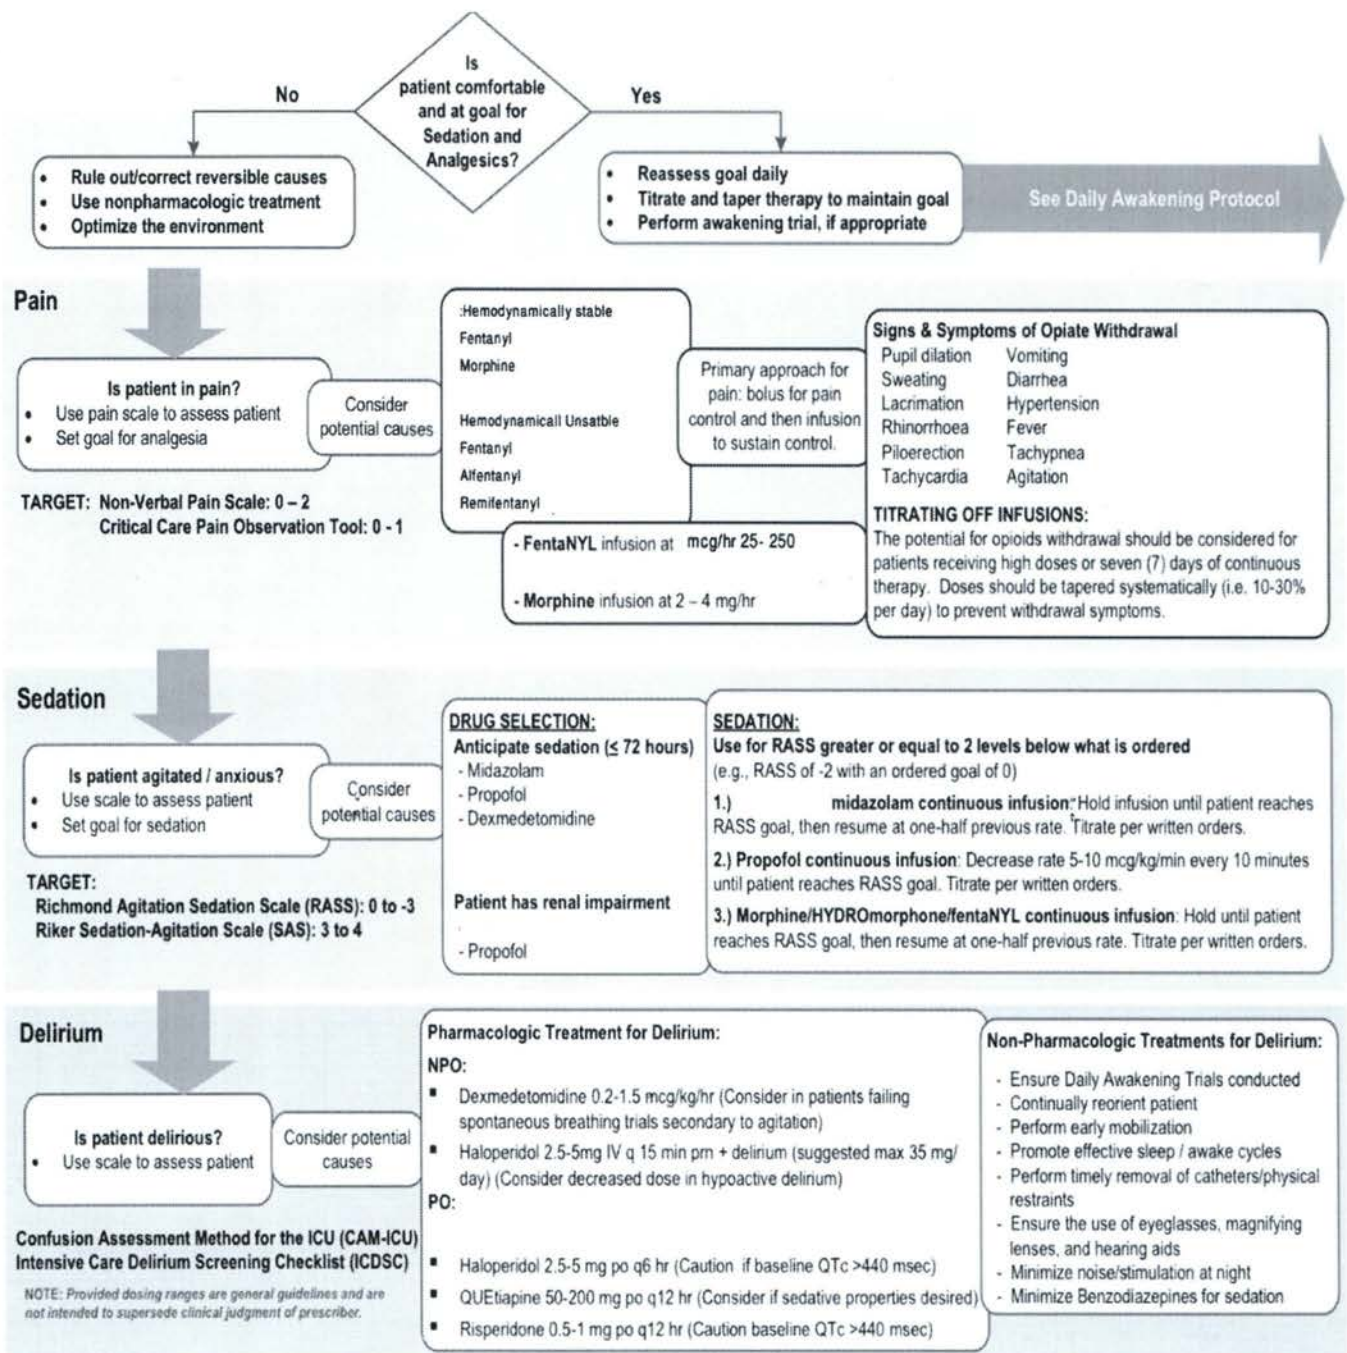 Is
patient comfortable
and at goal for
Sedation and
Analgesics?
No
Yes
• Rule out/correct reversible causes
• Use nonpharmacologic treatment
• Optimize the environment
• Reassess goal daily
• Titrate and taper therapy to maintain goal
• Perform awakening trial, if appropriate
See Daily Awakening Protocol
Pain
Is patient in pain?
• Use pain scale to assess patient
• Set goal for analgesia
Consider
potential causes
TARGET: Non-Verbal Pain Scale: 0 – 2
Critical Care Pain Observation Tool: 0 - 1
:Hemodynamically stable
Fentanyl
Morphine
Hemodynamicall Unsatble
Fentanyl
Alfentanyl
Remifentanyl
Primary approach for
pain: bolus for pain
control and then infusion
to sustain control.
- FentaNYL infusion at mcg/hr 25- 250
- Morphine infusion at 2 – 4 mg/hr
Signs & Symptoms of Opiate Withdrawal
Pupil dilation Vomiting
Sweating Diarrhea
Lacrimation Hypertension
Rhinorrhoea Fever
Piloerection Tachypnea
Tachycardia Agitation
TITRATING OFF INFUSIONS:
The potential for opioids withdrawal should be considered for
patients receiving high doses or seven (7) days of continuous
therapy. Doses should be tapered systematically (i.e. 10-30%
per day) to prevent withdrawal symptoms.
Sedation
Is patient agitated / anxious?
• Use scale to assess patient
• Set goal for sedation
Consider
potential causes
TARGET:
Richmond Agitation Sedation Scale (RASS): 0 to -3
Riker Sedation-Agitation Scale (SAS): 3 to 4
DRUG SELECTION:
Anticipate sedation (≤ 72 hours)
- Midazolam
- Propofol
- Dexmedetomidine
Patient has renal impairment
- Propofol
SEDATION:
Use for RASS greater or equal to 2 levels below what is ordered
(e.g., RASS of -2 with an ordered goal of 0)
1.) midazolam continuous infusion: Hold infusion until patient reaches
RASS goal, then resume at one-half previous rate. Titrate per written orders.
2.) Propofol continuous infusion: Decrease rate 5-10 mcg/kg/min every 10 minutes
until patient reaches RASS goal. Titrate per written orders.
3.) Morphine/HYDROmorphone/fentaNYL continuous infusion: Hold until patient
reaches RASS goal, then resume at one-half previous rate. Titrate per written orders.
Delirium
Is patient delirious?
• Use scale to assess patient
Consider potential
causes
Confusion Assessment Method for the ICU (CAM-ICU)
Intensive Care Delirium Screening Checklist (ICDSC)
NOTE: Provided dosing ranges are general guidelines and are
not intended to supersede clinical judgment of prescriber.
Pharmacologic Treatment for Delirium:
NPO:
▪ Dexmedetomidine 0.2-1.5 mcg/kg/hr (Consider in patients failing
spontaneous breathing trials secondary to agitation)
▪ Haloperidol 2.5-5mg IV q 15 min prn + delirium (suggested max 35 mg/
day) (Consider decreased dose in hypoactive delirium)
PO:
▪ Haloperidol 2.5-5 mg po q6 hr (Caution if baseline QTc >440 msec)
▪ QUEtiapine 50-200 mg po q12 hr (Consider if sedative properties desired)
▪ Risperidone 0.5-1 mg po q12 hr (Caution baseline QTc >440 msec)
Non-Pharmacologic Treatments for Delirium:
- Ensure Daily Awakening Trials conducted
- Continually reorient patient
- Perform early mobilization
- Promote effective sleep / awake cycles
- Perform timely removal of catheters/physical
restraints
- Ensure the use of eyeglasses, magnifying
lenses, and hearing aids
- Minimize noise/stimulation at night
- Minimize Benzodiazepines for sedation